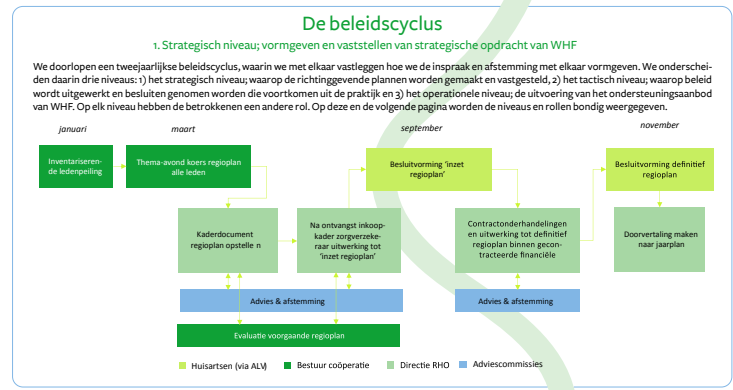 De beleidscyclus
1. Strategisch niveau; vormgeven en vaststellen van strategische opdracht van WHF
We doorlopen een tweejaarlijkse beleidscyclus, waarin we met elkaar vastleggen hoe we de inspraak en afstemming met elkaar vormgeven. We onderschei-
den daarin drie niveaus: 1) het strategisch niveau; waarop de richtinggevende plannen worden gemaakt en vastgesteld, 2) het tactisch niveau; waarop beleid
wordt uitgewerkt en besluiten genomen worden die voortkomen uit de praktijk en 3) het operationele niveau; de uitvoering van het ondersteuningsaanbod
van WHF. Op elk niveau hebben de betrokkenen een andere rol. Op deze en de volgende pagina worden de niveaus en rollen bondig weergegeven.
januari
maart
september
november
Inventariseren-
de ledenpeiling
Thema-avond koers regioplan
alle leden
Besluitvorming 'inzet
regioplan'
Besluitvorming definitief
regioplan
Kaderdocument
regioplan opstelle n
Na ontvangst inkoop-
kader zorgverzeke-
raar uitwerking tot
'inzet regioplan'
Contractonderhandelingen
en uitwerking tot definitief
regioplan binnen gecon-
tracteerde financiële
Doorvertaling maken
naar jaarplan
Advies & afstemming
Advies & afstemming
Evaluatie voorgaande regioplan
Huisartsen (via ALV)
Bestuur coöperatie
Directie RHO
Adviescommissies